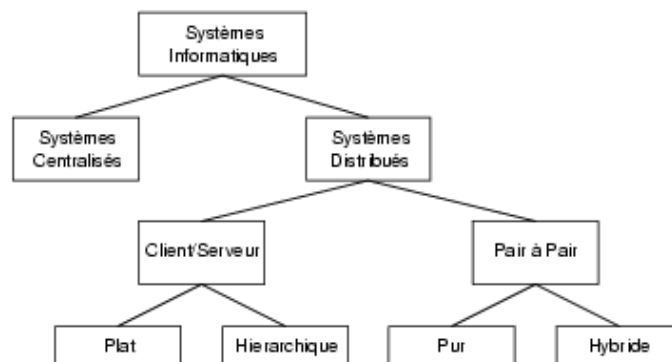 Systèmes
Informatiques
Systèmes
Centralisés
Systèmes
Distribués
Client/Serveur
Pair à Pair
Plat
Hierarchique
Pur
Hybride